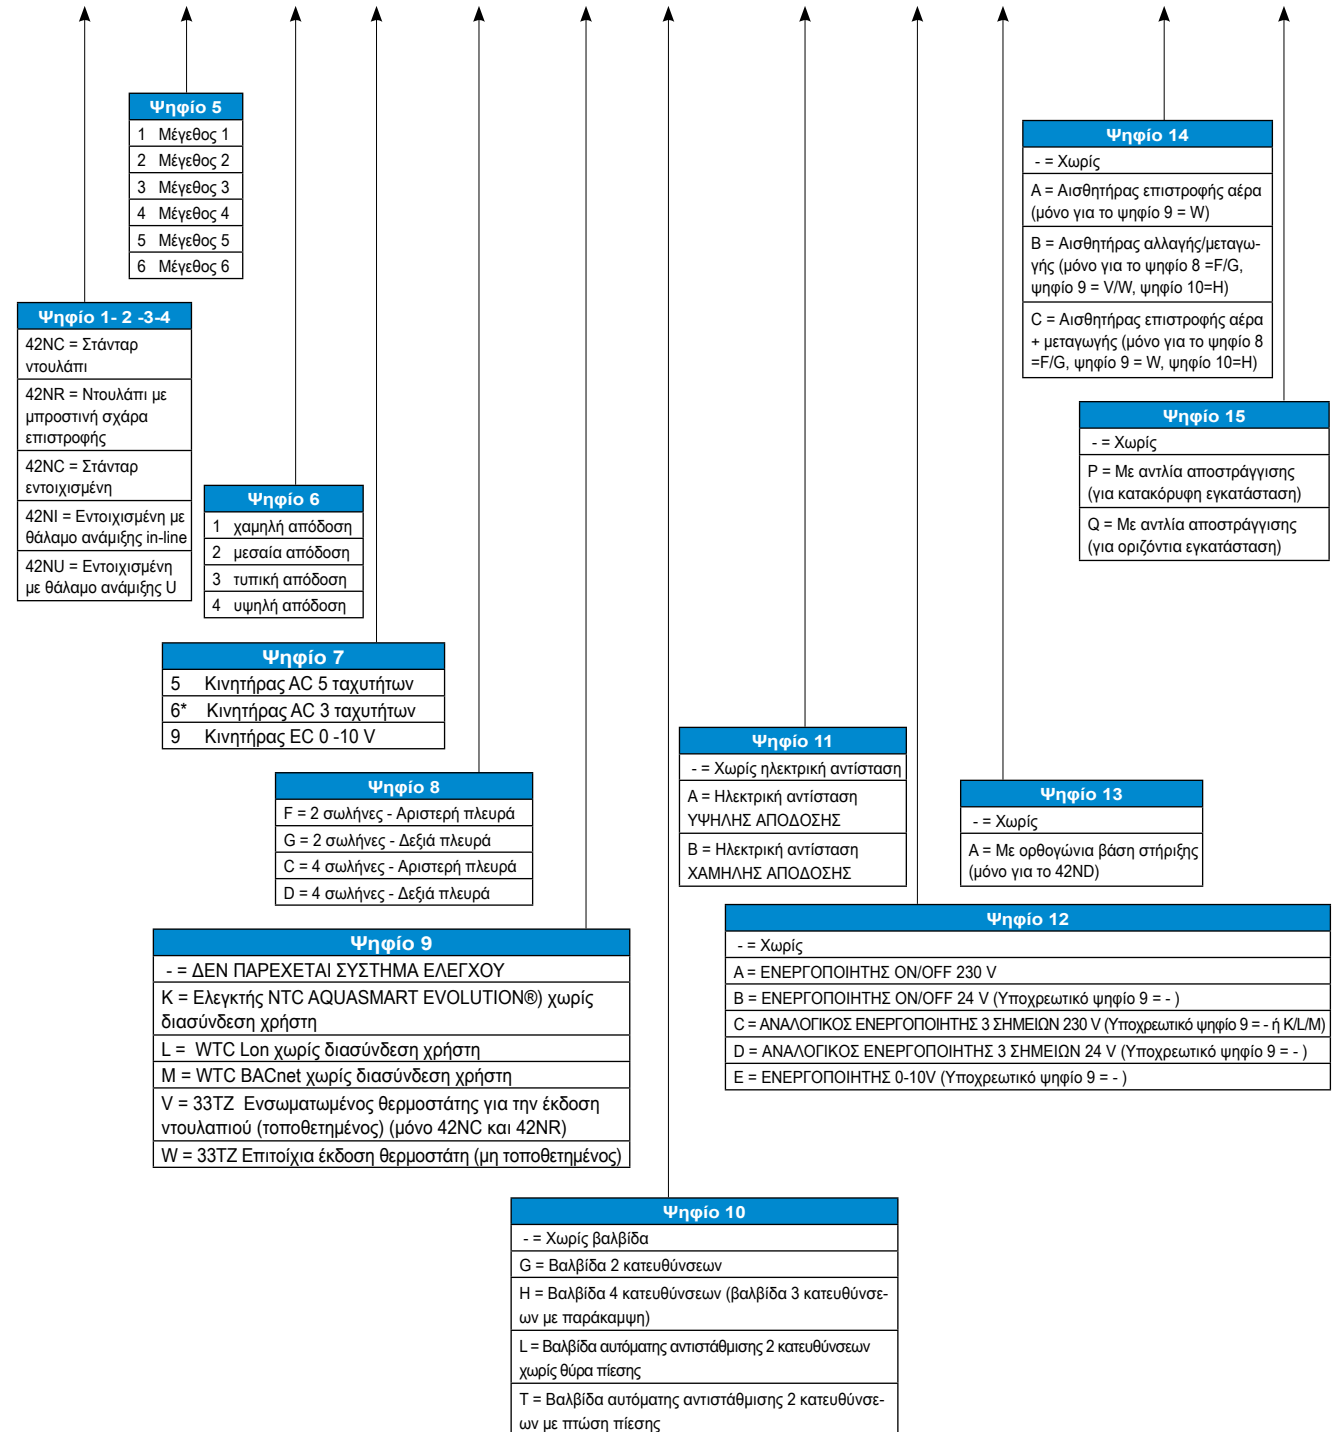 Ψηφίο 5
1 Μέγεθος 1
2 Μέγεθος 2
3 Μέγεθος 3
4 Μέγεθος 4
5 Μέγεθος 5
6 Μέγεθος 6
Ψηφίο 14
- = Χωρίς
A = Αισθητήρας επιστροφής αέρα
(μόνο για το ψηφίο 9 = W)
B = Αισθητήρας αλλαγής/μεταγω-
γής (μόνο για το ψηφίο 8 =F/G,
ψηφίο 9 = V/W, ψηφίο 10=H)
C = Αισθητήρας επιστροφής αέρα
+ μεταγωγής (μόνο για το ψηφίο 8
=F/G, ψηφίο 9 = W, ψηφίο 10=H)
Ψηφίο 1- 2 -3-4
42NC = Στάνταρ
ντουλάπι
42NR = Ντουλάπι με
μπροστινή σχάρα
επιστροφής
42NC = Στάνταρ
εντοιχισμένη
42NI = Εντοιχισμένη με
θάλαμο ανάμιξης in-line
42NU = Εντοιχισμένη
με θάλαμο ανάμιξης U
Ψηφίο 15
- = Χωρίς
P = Με αντλία αποστράγγισης
(για κατακόρυφη εγκατάσταση)
Q = Με αντλία αποστράγγισης
(για οριζόντια εγκατάσταση)
Ψηφίο 6
1 χαμηλή απόδοση
2 μεσαία απόδοση
3 τυπική απόδοση
4 υψηλή απόδοση
Ψηφίο 7
5 Κινητήρας AC 5 ταχυτήτων
6* Κινητήρας AC 3 ταχυτήτων
9 Κινητήρας EC 0 -10 V
Ψηφίο 11
- = Χωρίς ηλεκτρική αντίσταση
A = Ηλεκτρική αντίσταση
ΥΨΗΛΗΣ ΑΠΟΔΟΣΗΣ
B = Ηλεκτρική αντίσταση
ΧΑΜΗΛΗΣ ΑΠΟΔΟΣΗΣ
Ψηφίο 8
F = 2 σωλήνες - Αριστερή πλευρά
G = 2 σωλήνες - Δεξιά πλευρά
C = 4 σωλήνες - Αριστερή πλευρά
D = 4 σωλήνες - Δεξιά πλευρά
Ψηφίο 13
- = Χωρίς
A = Με ορθογώνια βάση στήριξης
(μόνο για το 42ND)
Ψηφίο 12
- = Χωρίς
A = ΕΝΕΡΓΟΠΟΙΗΤΗΣ ON/OFF 230 V
B = ΕΝΕΡΓΟΠΟΙΗΤΗΣ ON/OFF 24 V (Υποχρεωτικό ψηφίο 9 = - )
C = ΑΝΑΛΟΓΙΚΟΣ ΕΝΕΡΓΟΠΟΙΗΤΗΣ 3 ΣΗΜΕΙΩΝ 230 V (Υποχρεωτικό ψηφίο 9 = - ή K/L/M)
D = ΑΝΑΛΟΓΙΚΟΣ ΕΝΕΡΓΟΠΟΙΗΤΗΣ 3 ΣΗΜΕΙΩΝ 24 V (Υποχρεωτικό ψηφίο 9 = - )
E = ΕΝΕΡΓΟΠΟΙΗΤΗΣ 0-10V (Υποχρεωτικό ψηφίο 9 = - )
Ψηφίο 9
- = ΔΕΝ ΠΑΡΕΧΕΤΑΙ ΣΥΣΤΗΜΑ ΕΛΕΓΧΟΥ
K = Ελεγκτής NTC AQUASMART EVOLUTION®) χωρίς
διασύνδεση χρήστη
L = WTC Lon χωρίς διασύνδεση χρήστη
M = WTC BACnet χωρίς διασύνδεση χρήστη
V = 33TZ Ενσωματωμένος θερμοστάτης για την έκδοση
ντουλαπιού (τοποθετημένος) (μόνο 42NC και 42NR)
W = 33TZ Επιτοίχια έκδοση θερμοστάτη (μη τοποθετημένος)
Ψηφίο 10
- = Χωρίς βαλβίδα
G = Βαλβίδα 2 κατευθύνσεων
H = Βαλβίδα 4 κατευθύνσεων (βαλβίδα 3 κατευθύνσε-
ων με παράκαμψη)
L = Βαλβίδα αυτόματης αντιστάθμισης 2 κατευθύνσεων
χωρίς θύρα πίεσης
T = Βαλβίδα αυτόματης αντιστάθμισης 2 κατευθύνσε-
ων με πτώση πίεσης